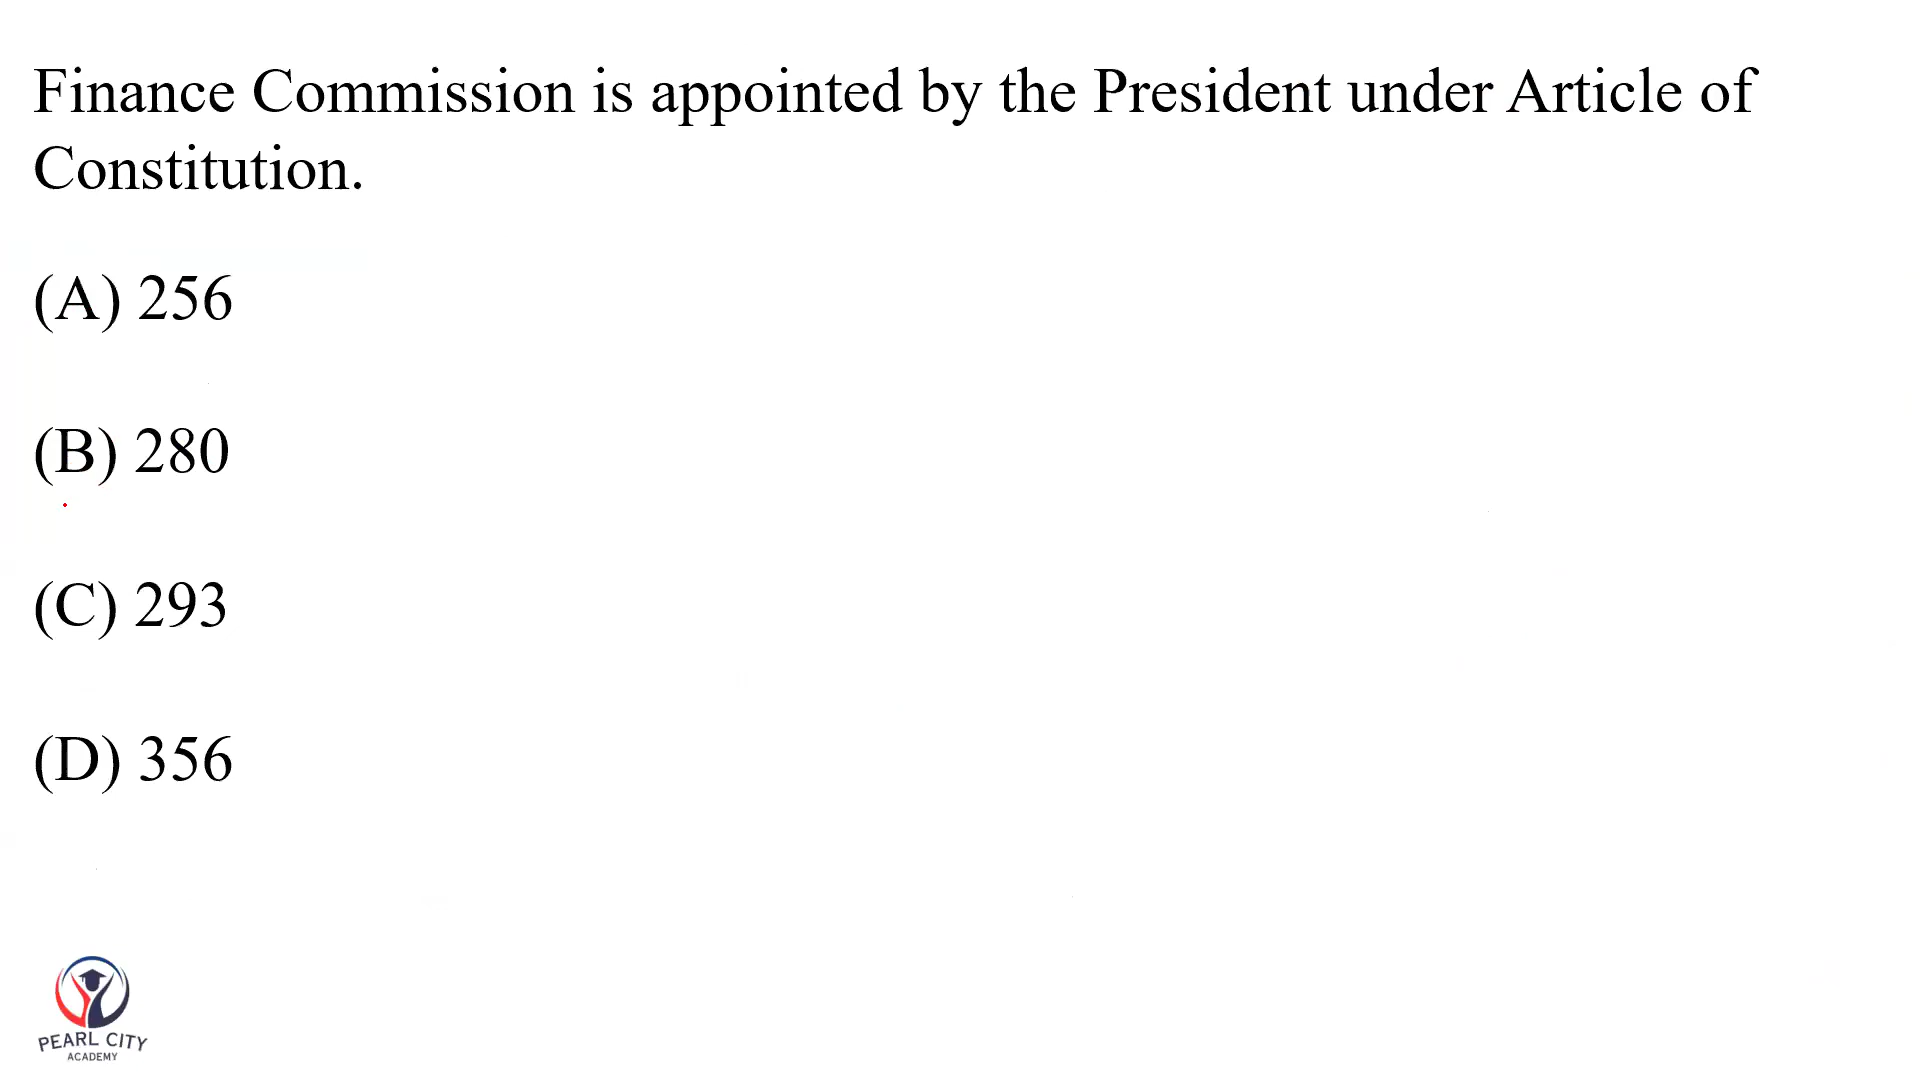 Finance Commission is appointed by the President under Article of
Constitution.
(A) 256
(B) 280
(C) 293
(D) 356
PEARL CITY
ACADEMY